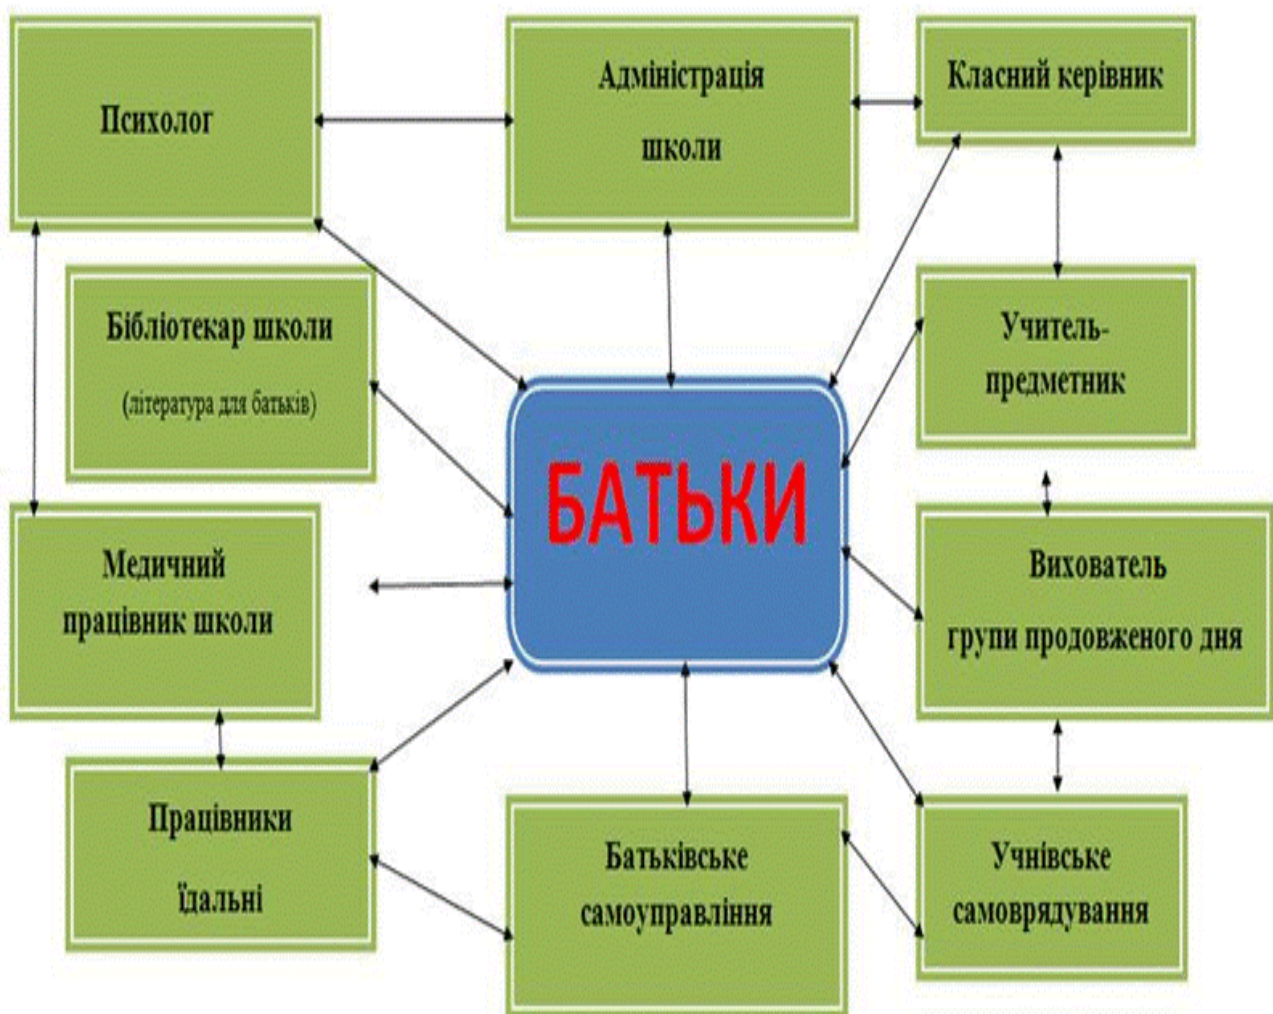 Психолог
Адміністрація
школи
Класний керівник
Бібліотекар школи
(література для батьків)
Учитель-
предметник
БАТЬКИ
Медичний
працівник школи
Вихователь
групи продовженого дня
Працівники
їдальні
Батьківське
самоуправління
Учнівське
самоврядування